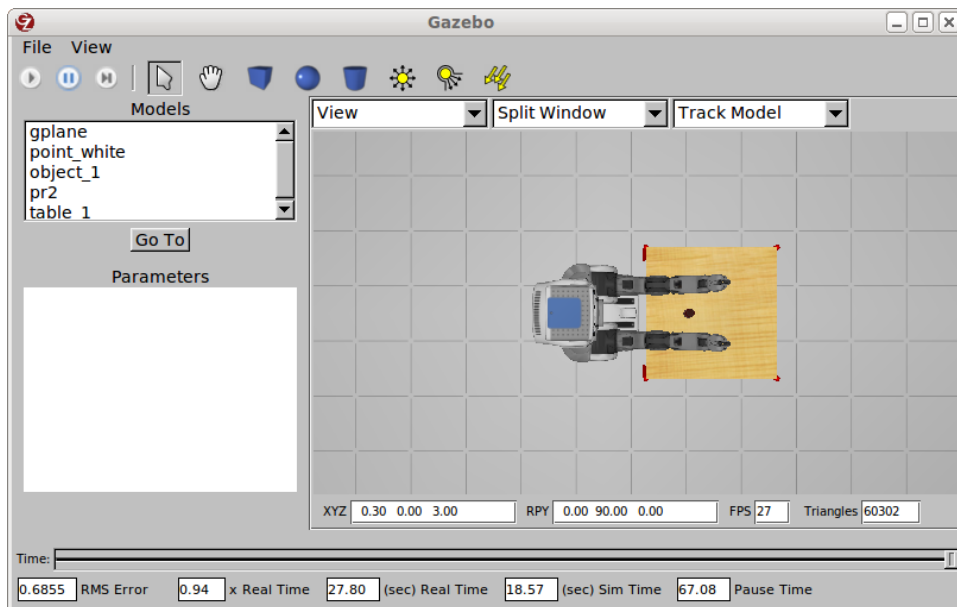 Gazebo
File View
Models
gplane
point_white
object_1
pr2
table_1
Go To
Parameters
View Split Window Track Model
XYZ 0.30 0.00 3.00 RPY 0.00 90.00 0.00 FPS 27 Triangles 60302
Time:
0.6855 RMS Error 0.94 x Real Time 27.80 (sec) Real Time 18.57 (sec) Sim Time 67.08 Pause Time